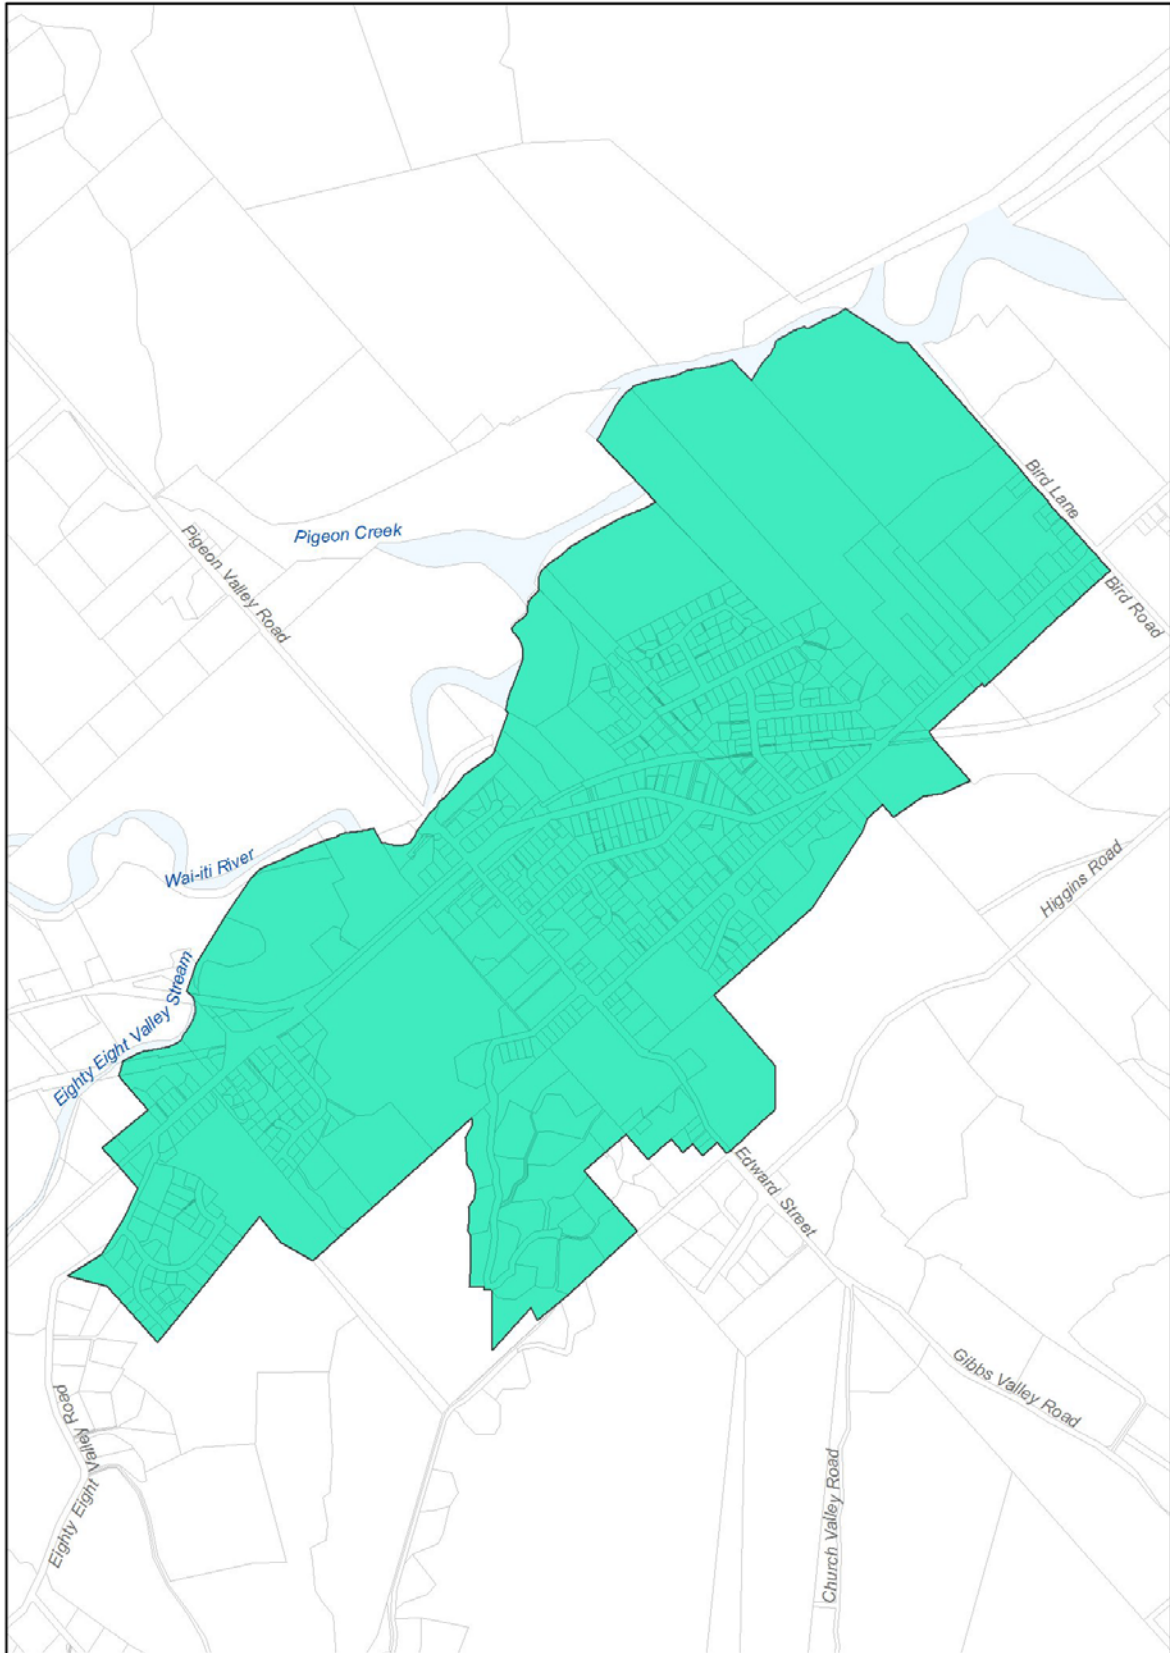 Bird Lane
Pigeon Creek
Pigeon Valley Road
Bird Road
Wai-iti River
Higgins Road
Eighty Eight Valley Stream
Edward Street
Gibbs Valley Road
Eighty Eight Valley Road
Church Valley Road